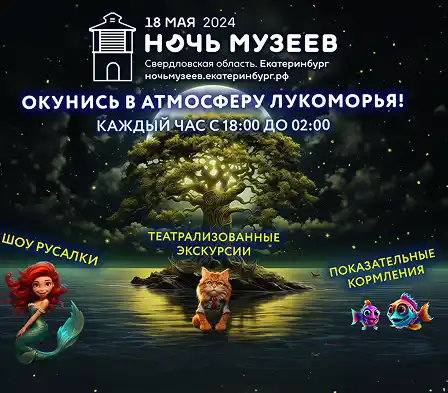 18 МАЯ 2024
НОЧЬ МУЗЕЕВ
Свердловская область. Екатеринбург
ночьмузеев.екатеринбург.рф
ОКУНИСЬ В АТМОСФЕРУ ЛУКОМОРЬЯ!
КАЖДЫЙ ЧАС С 18:00 ДО 02:00
ШОУ РУСАЛКИ
ТЕАТРАЛИЗОВАННЫЕ
ЭКСКУРСИИ
ПОКАЗАТЕЛЬНЫЕ
КОРМЛЕНИЯ